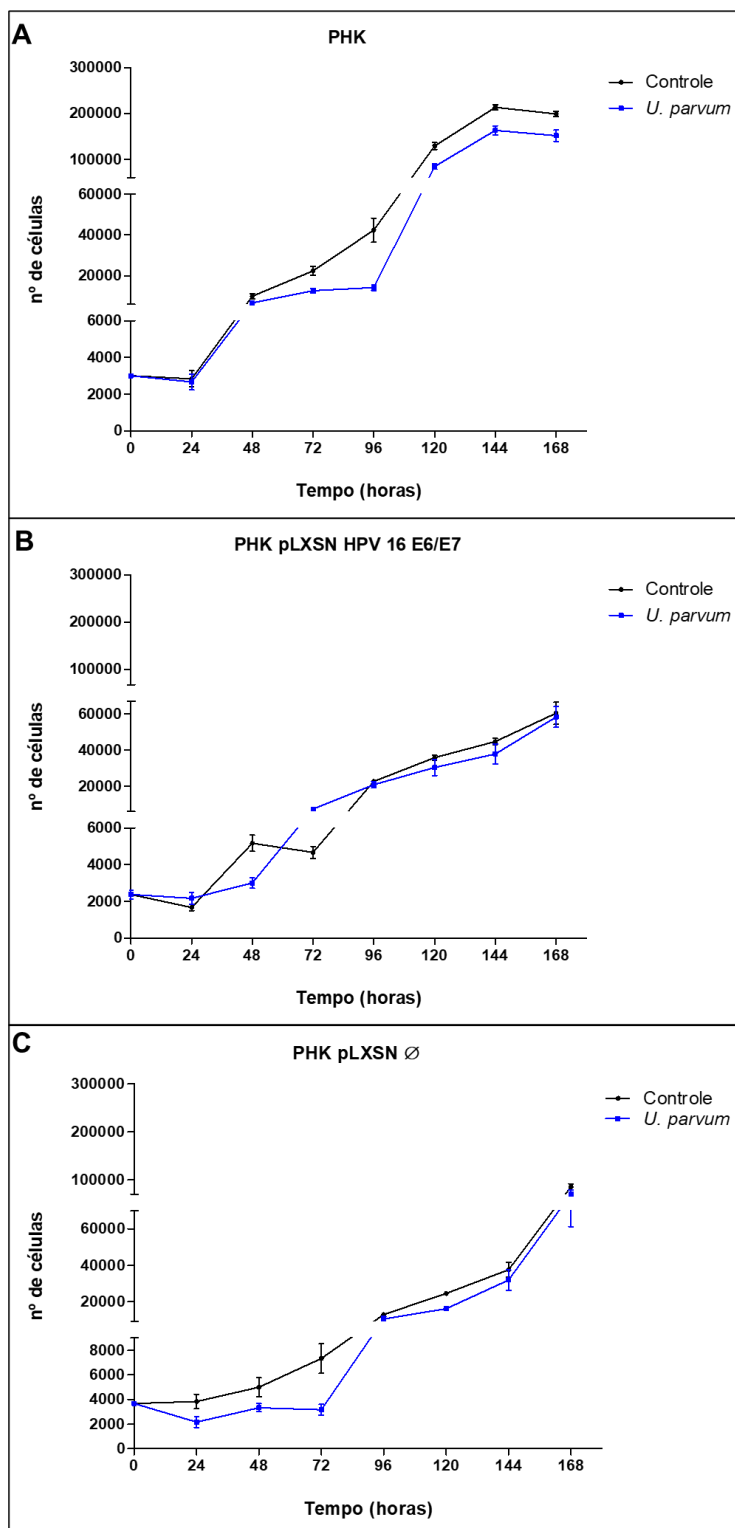 A
PHK
300000
200000
100000
60000
40000
20000
6000
4000
2000
0
nº de células
0 24 48 72 96 120 144 168
Tempo (horas)
Controle
U. parvum
B
PHK pLXSN HPV 16 E6/E7
300000
200000
100000
60000
40000
20000
6000
4000
2000
0
nº de células
0 24 48 72 96 120 144 168
Tempo (horas)
Controle
U. parvum
C
PHK pLXSN ∅
300000
200000
100000
60000
40000
20000
8000
6000
4000
2000
0
nº de células
0 24 48 72 96 120 144 168
Tempo (horas)
Controle
U. parvum